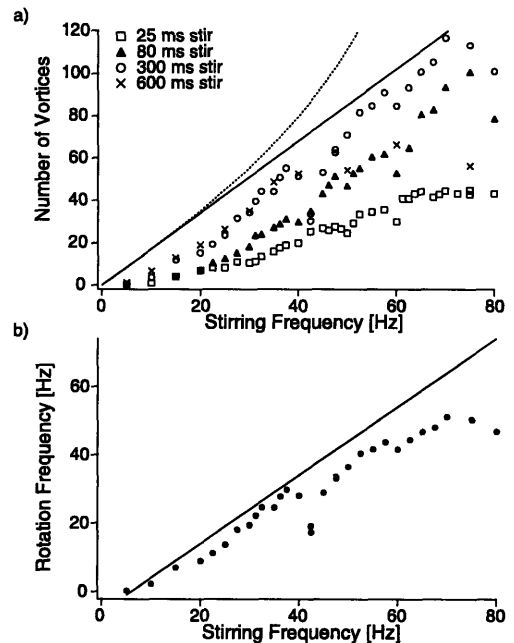 a)
□ 25 ms stir
▲ 80 ms stir
○ 300 ms stir
× 600 ms stir
Number of Vortices
120
100
80
60
40
20
0
0 20 40 60 80
Stirring Frequency [Hz]
b)
Rotation Frequency [Hz]
60
40
20
0
0 20 40 60 80
Stirring Frequency [Hz]